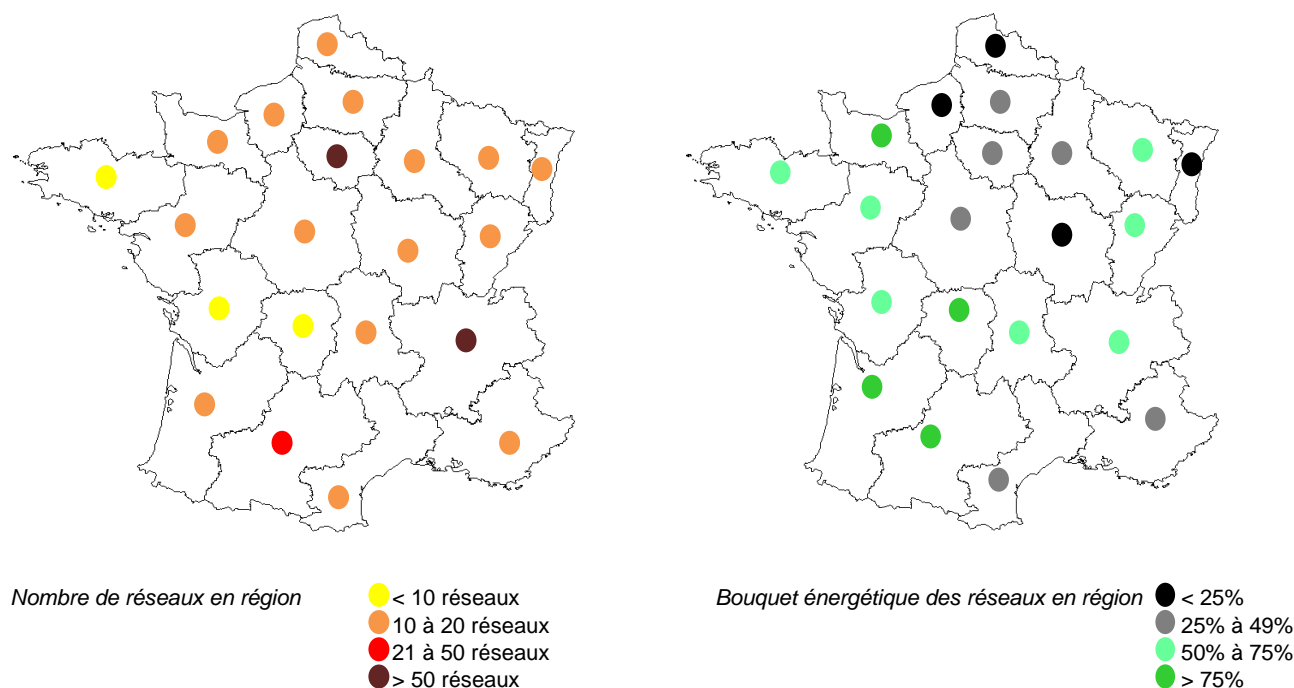 Nombre de réseaux en région
< 10 réseaux
10 à 20 réseaux
21 à 50 réseaux
> 50 réseaux
Bouquet énergétique des réseaux en région
< 25%
25% à 49%
50% à 75%
> 75%